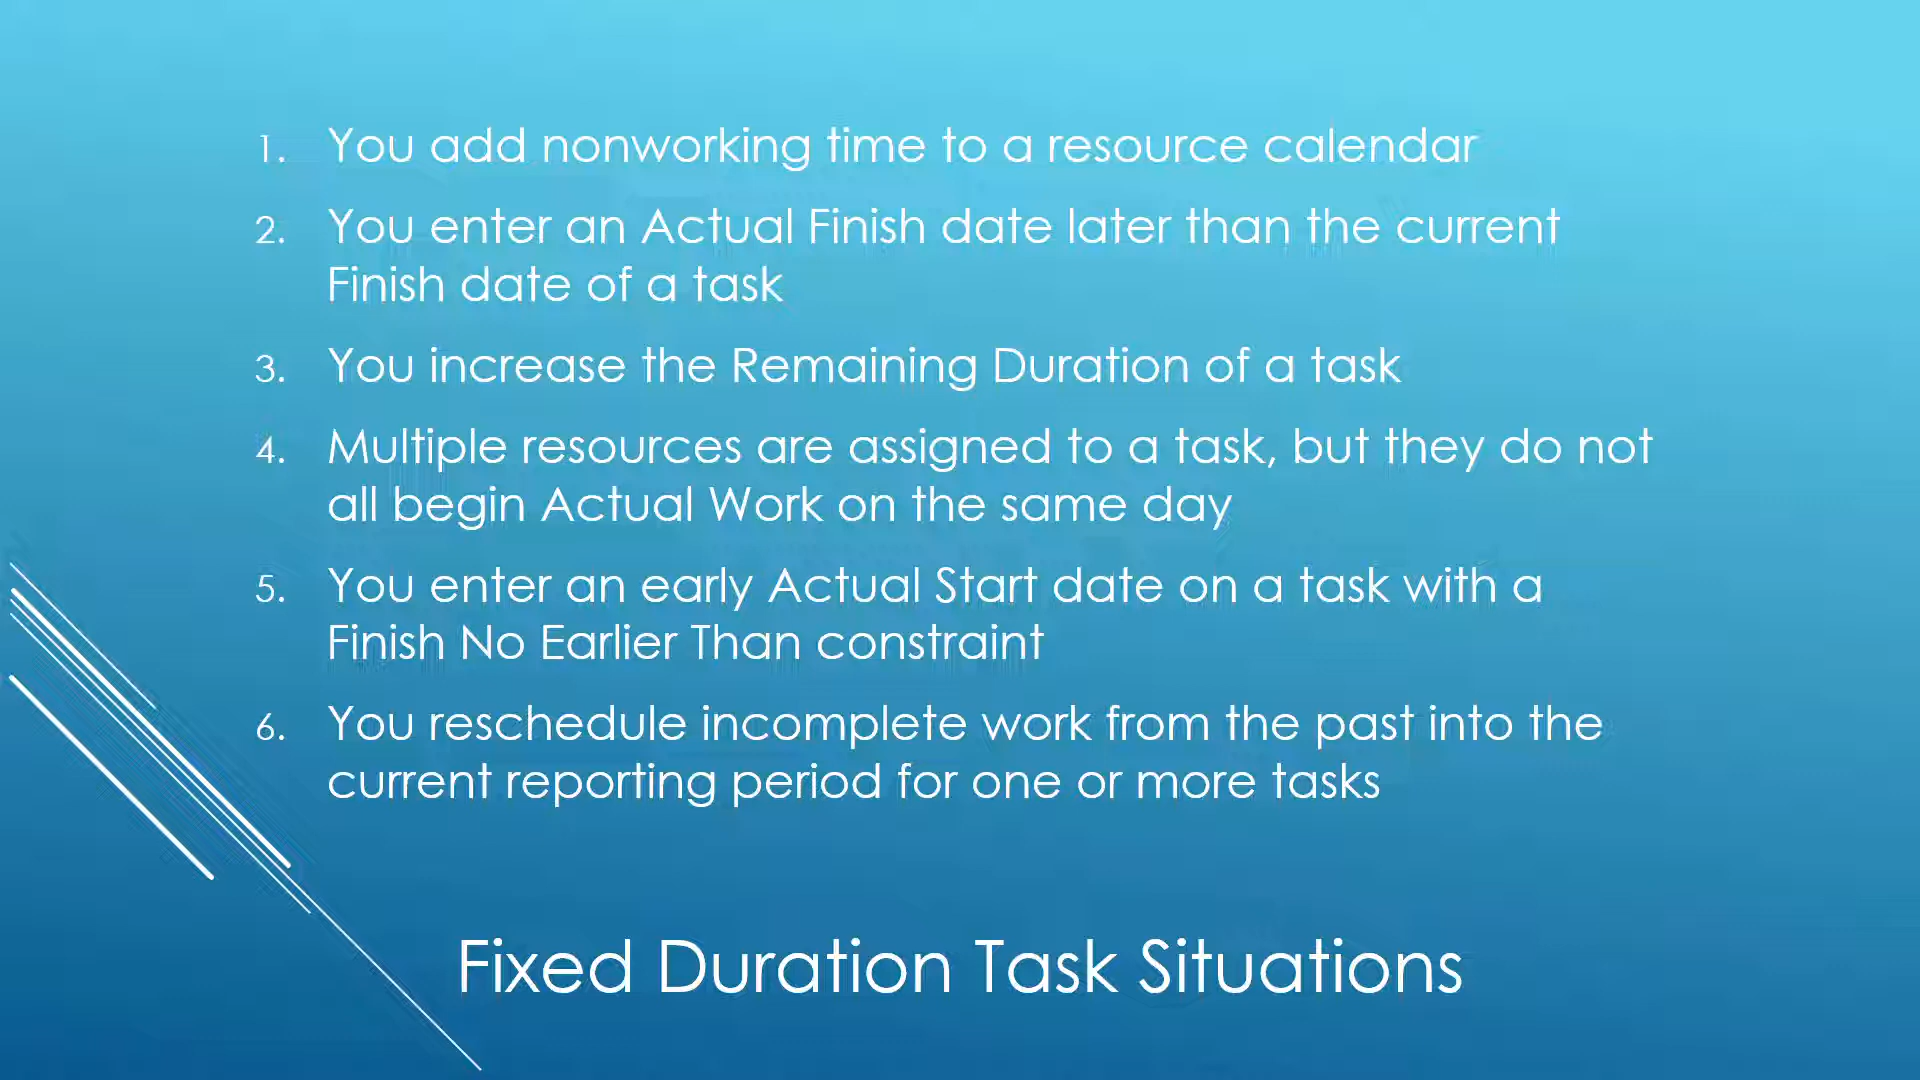 1. You add nonworking time to a resource calendar
2. You enter an Actual Finish date later than the current
Finish date of a task
3. You increase the Remaining Duration of a task
4. Multiple resources are assigned to a task, but they do not
all begin Actual Work on the same day
5. You enter an early Actual Start date on a task with a
Finish No Earlier Than constraint
6. You reschedule incomplete work from the past into the
current reporting period for one or more tasks
Fixed Duration Task Situations